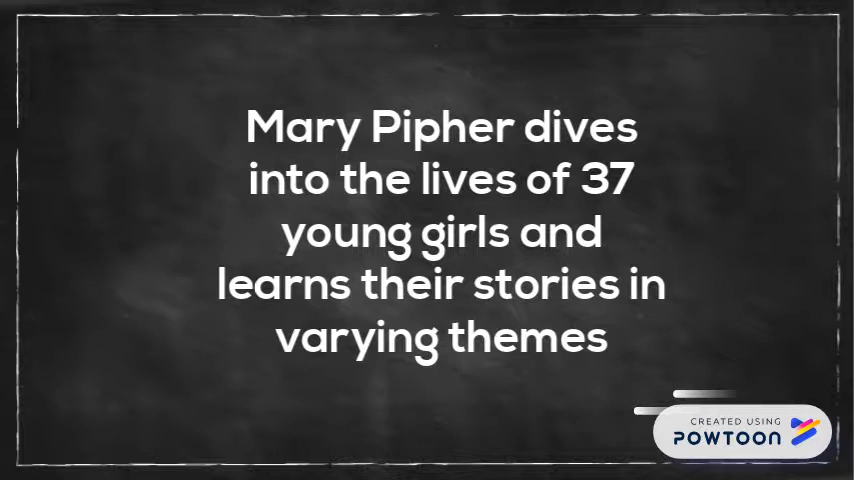 Mary Pipher dives
into the lives of 37
young girls and
learns their stories in
varying themes
CREATED USING
POWTOON